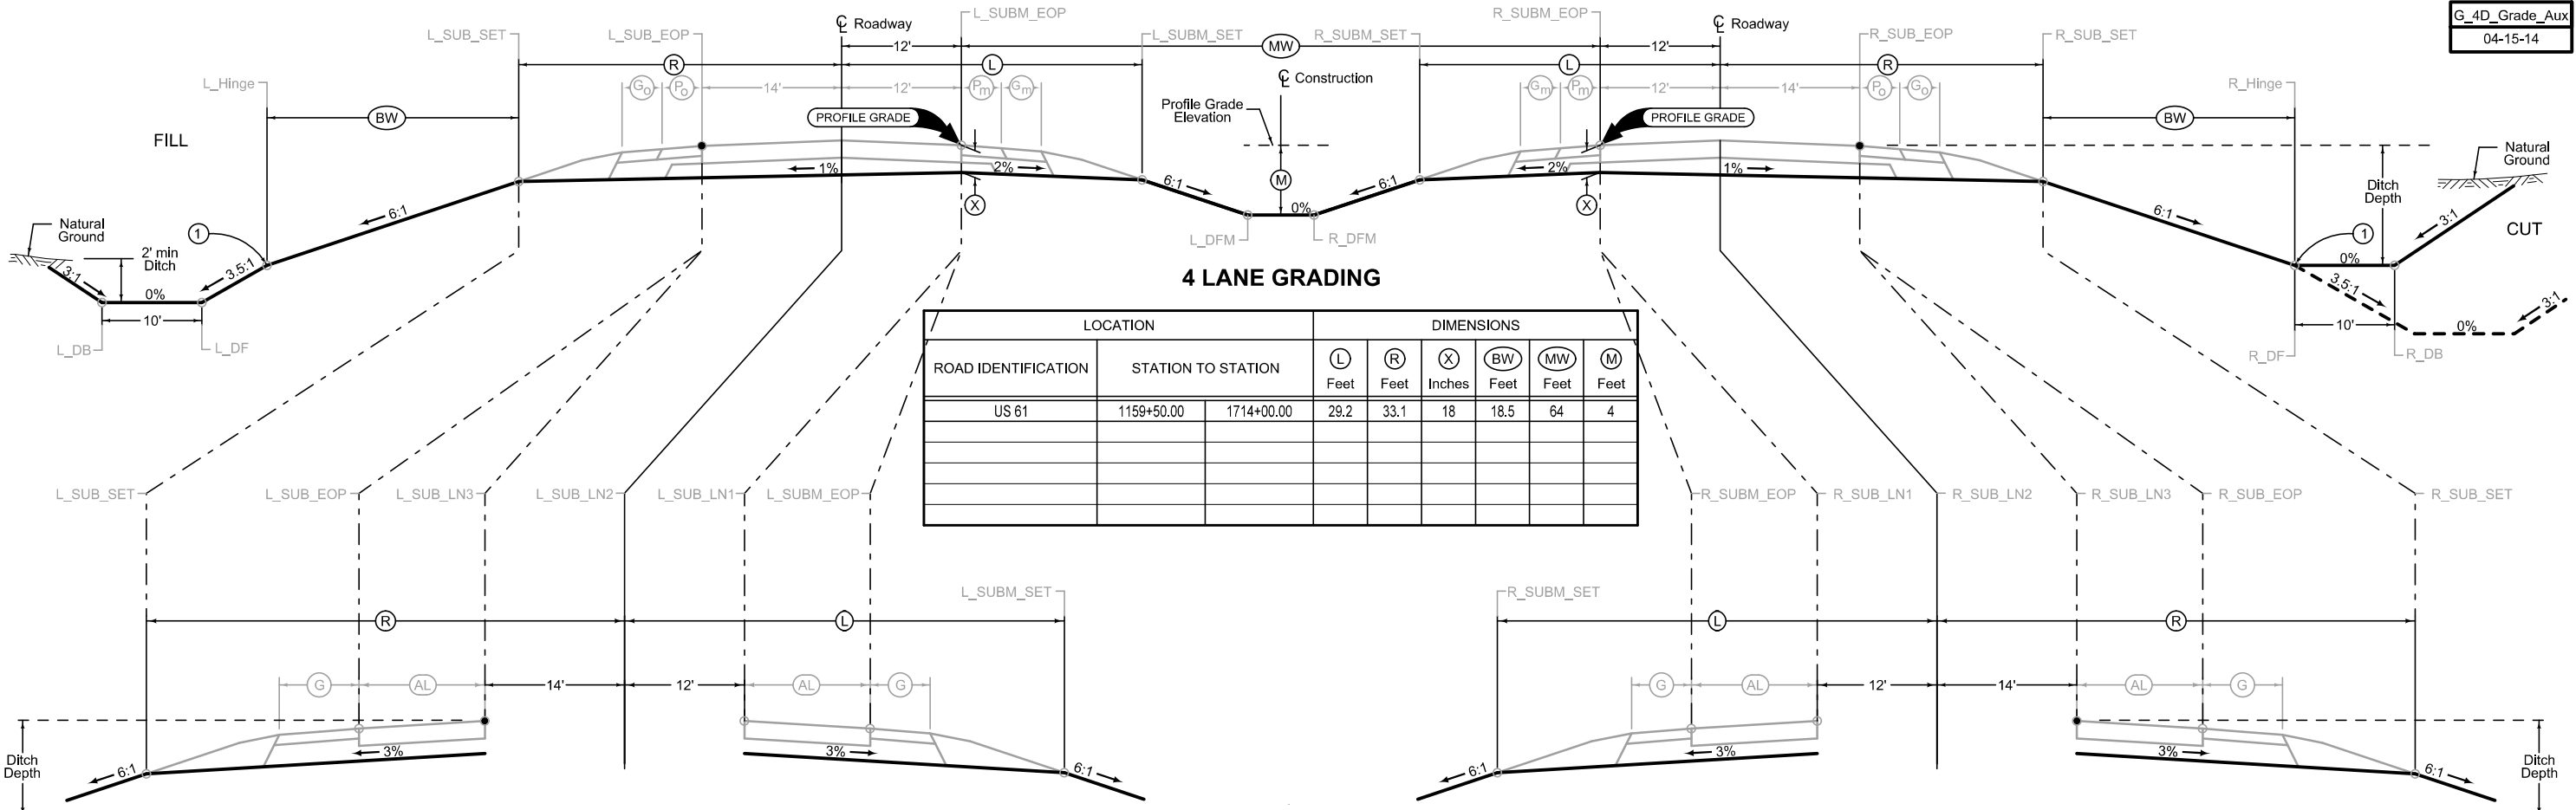 G_4D_Grade_Aux
04-15-14
L_SUBM_EOP
R_SUBM_EOP
℄ Roadway
℄ Roadway
L_SUB_SET
L_SUB_EOP
12'
MW
12'
L_SUBM_SET
R_SUBM_SET
R_SUB_EOP
R_SUB_SET
R
L
L
R
L_Hinge
Go
Po
14'
12'
Pm
Gm
℄ Construction
Gm
Pm
12'
14'
Po
Go
R_Hinge
BW
PROFILE GRADE
Profile Grade
Elevation
PROFILE GRADE
BW
FILL
Natural
Ground
1%
2%
6:1
M
6:1
2%
1%
Ditch
Depth
X
0%
X
6:1
6:1
3:1
CUT
Natural
Ground
1
2' min
Ditch
L_DFM
R_DFM
1
3:1
3.5:1
0%
0%
3.5:1
3:1
10'
10'
0%
L_DB
L_DF
R_DF
R_DB
4 LANE GRADING
LOCATION DIMENSIONS
ROAD IDENTIFICATION STATION TO STATION L Feet R Feet X Inches BW Feet MW Feet M Feet
US 61 1159+50.00 1714+00.00 29.2 33.1 18 18.5 64 4
L_SUB_SET
L_SUB_EOP
L_SUB_LN3
L_SUB_LN2
L_SUB_LN1
L_SUBM_EOP
R_SUBM_EOP
R_SUB_LN1
R_SUB_LN2
R_SUB_LN3
R_SUB_EOP
R_SUB_SET
L_SUBM_SET
R_SUBM_SET
R
L
L
R
G
AL
14'
12'
AL
G
G
AL
12'
14'
AL
G
Ditch
Depth
6:1
3%
3%
6:1
6:1
3%
3%
6:1
Ditch
Depth